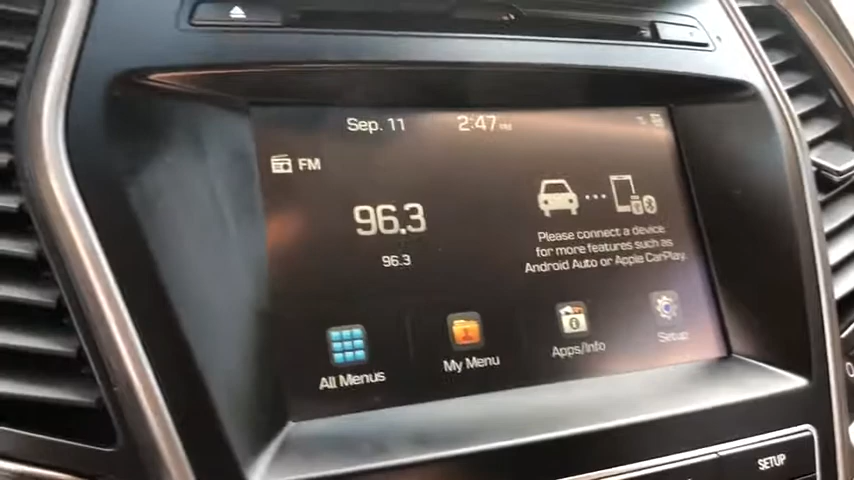 Sep. 11 2:47 PM
FM
96.3
96.3
Please connect a device
for more features such as
Android Auto or Apple CarPlay.
All Menus My Menu Apps/Info Setup
SETUP